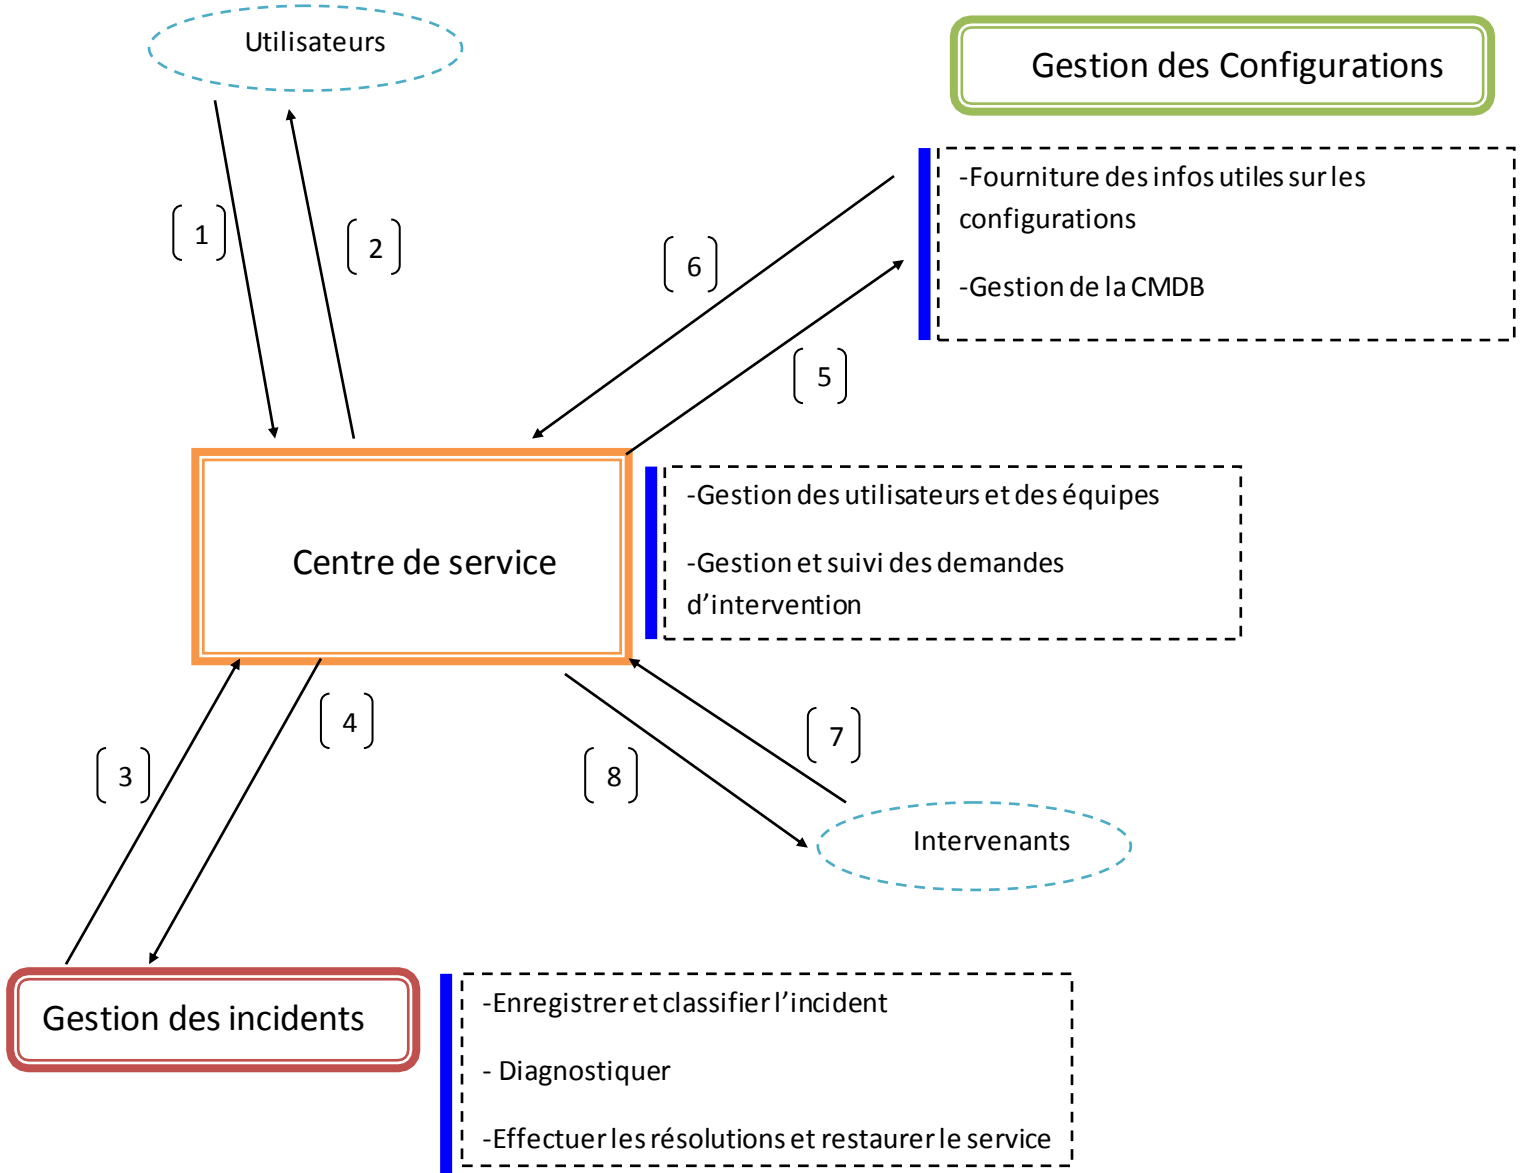 Utilisateurs
Gestion des Configurations
-Fourniture des infos utiles sur les
configurations
-Gestion de la CMDB
1
2
6
5
Centre de service
-Gestion des utilisateurs et des équipes
-Gestion et suivi des demandes
d’intervention
4
3
7
8
Intervenants
Gestion des incidents
-Enregistrer et classifier l’incident
- Diagnostiquer
-Effectuer les résolutions et restaurer le service